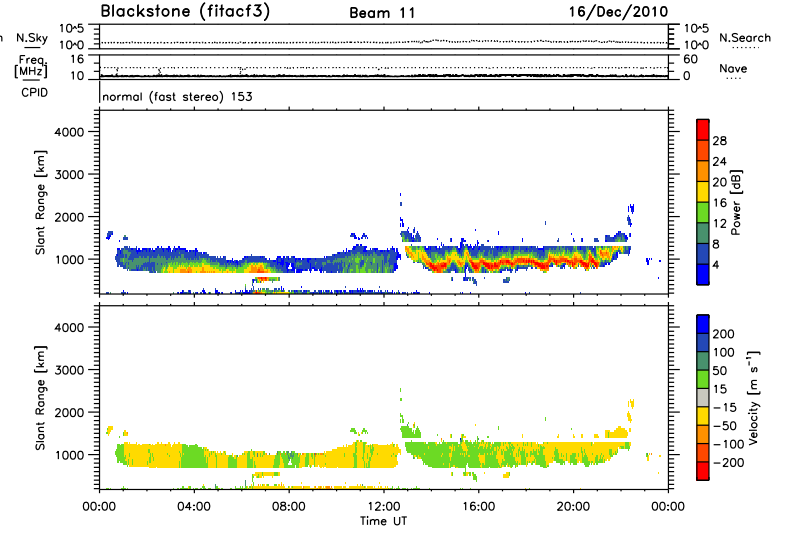 Blackstone (fitacf3) Beam 11 16/Dec/2010
n N.Sky 10^5 10^0 10^5 10^0 N.Search
Freq. [MHz] 16 10 60 0 Nave
CPID normal (fast stereo) 153
Slant Range [km]
4000
3000
2000
1000
28
24
20
16
12
8
4
Power [dB]
Slant Range [km]
4000
3000
2000
1000
200
100
50
15
-15
-50
-100
-200
Velocity [m s⁻¹]
00:00 04:00 08:00 12:00 16:00 20:00 00:00
Time UT